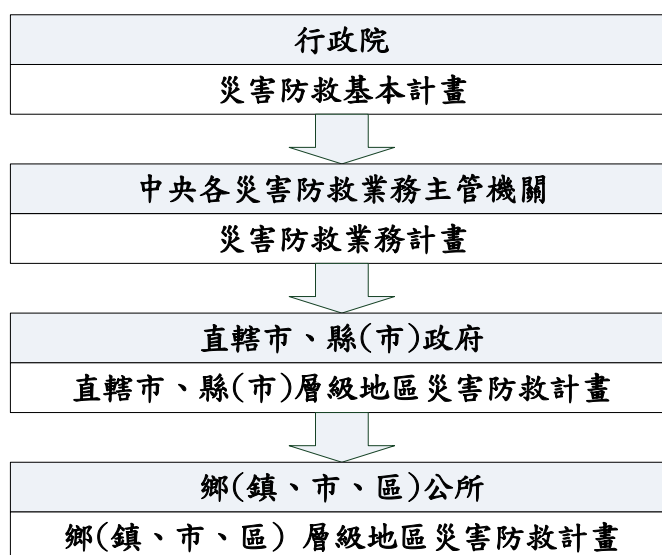 行政院
災害防救基本計畫
中央各災害防救業務主管機關
災害防救業務計畫
直轄市、縣(市)政府
直轄市、縣(市)層級地區災害防救計畫
鄉(鎮、市、區)公所
鄉(鎮、市、區) 層級地區災害防救計畫